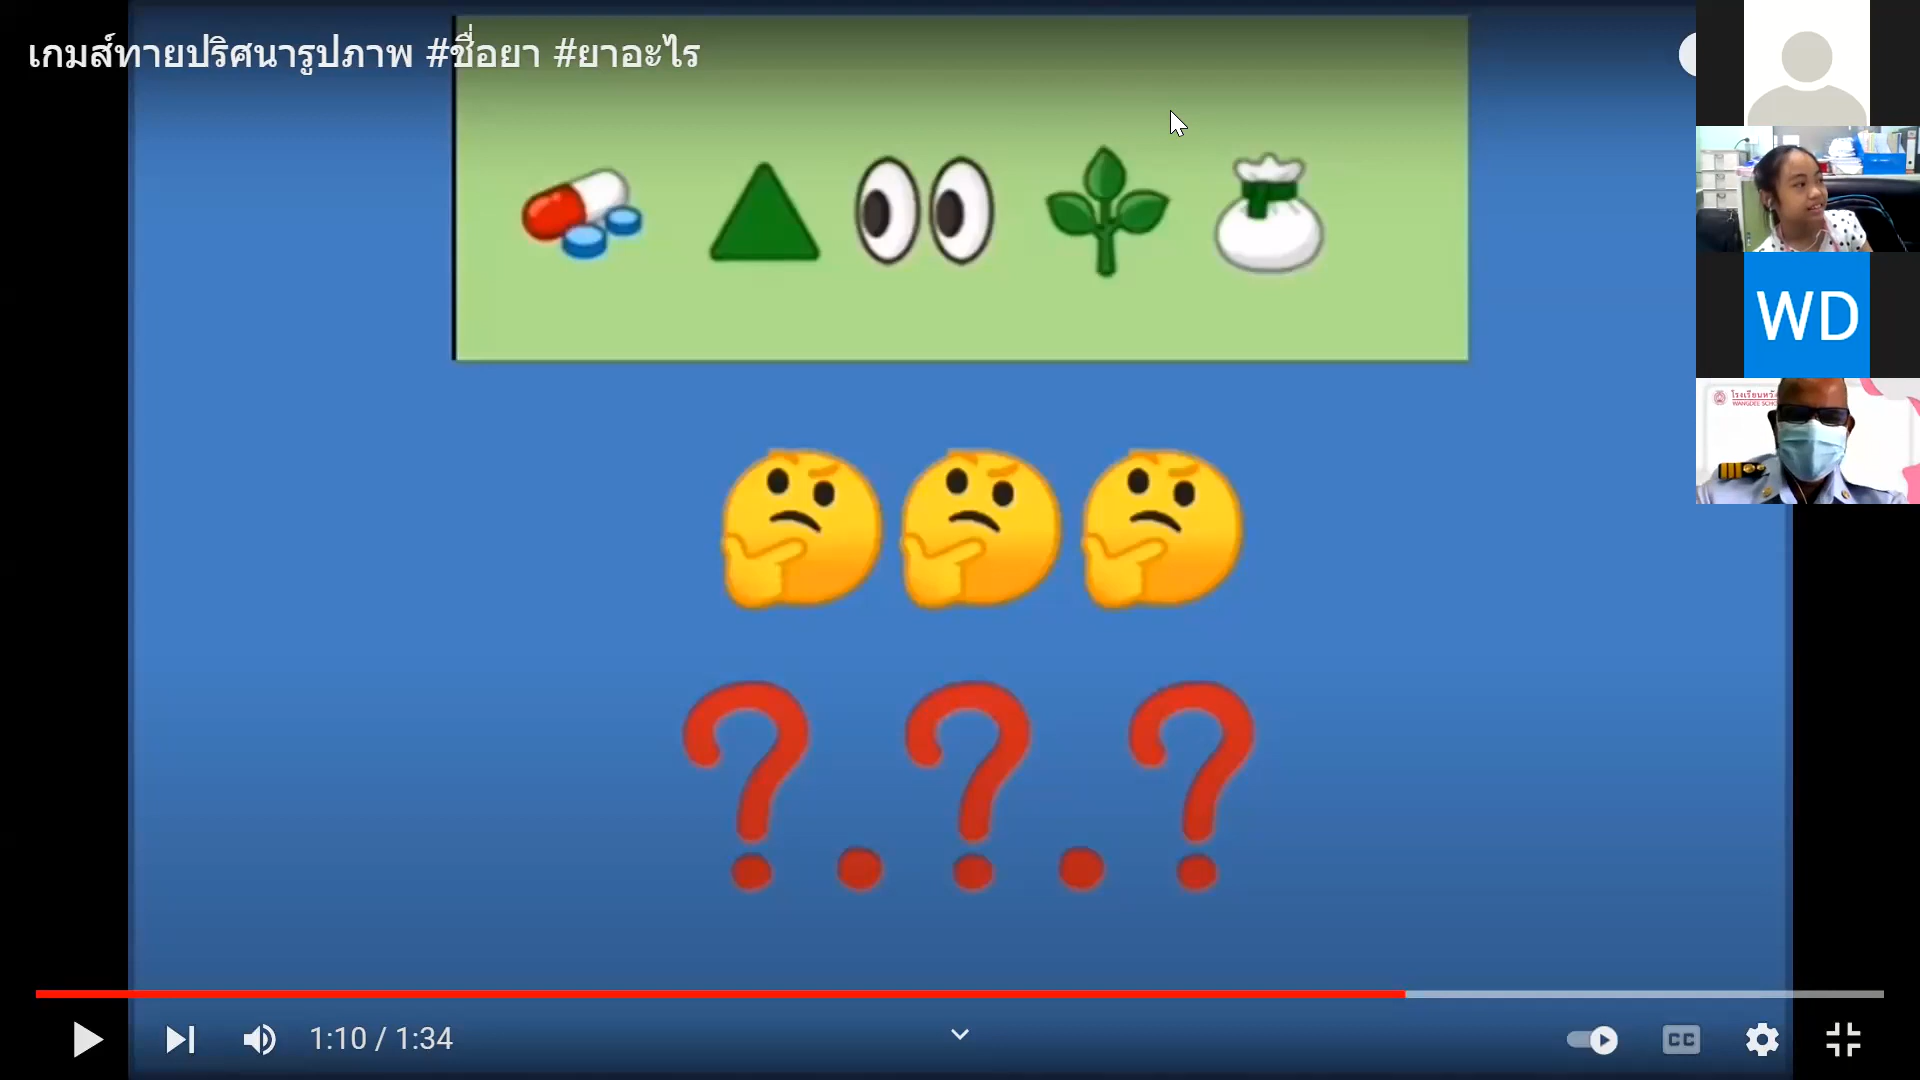 เกมส์ทายปริศนารูปภาพ #ชื่อยา #ยาอะไร
WD
? . ? . ?
1:10 / 1:34
CC